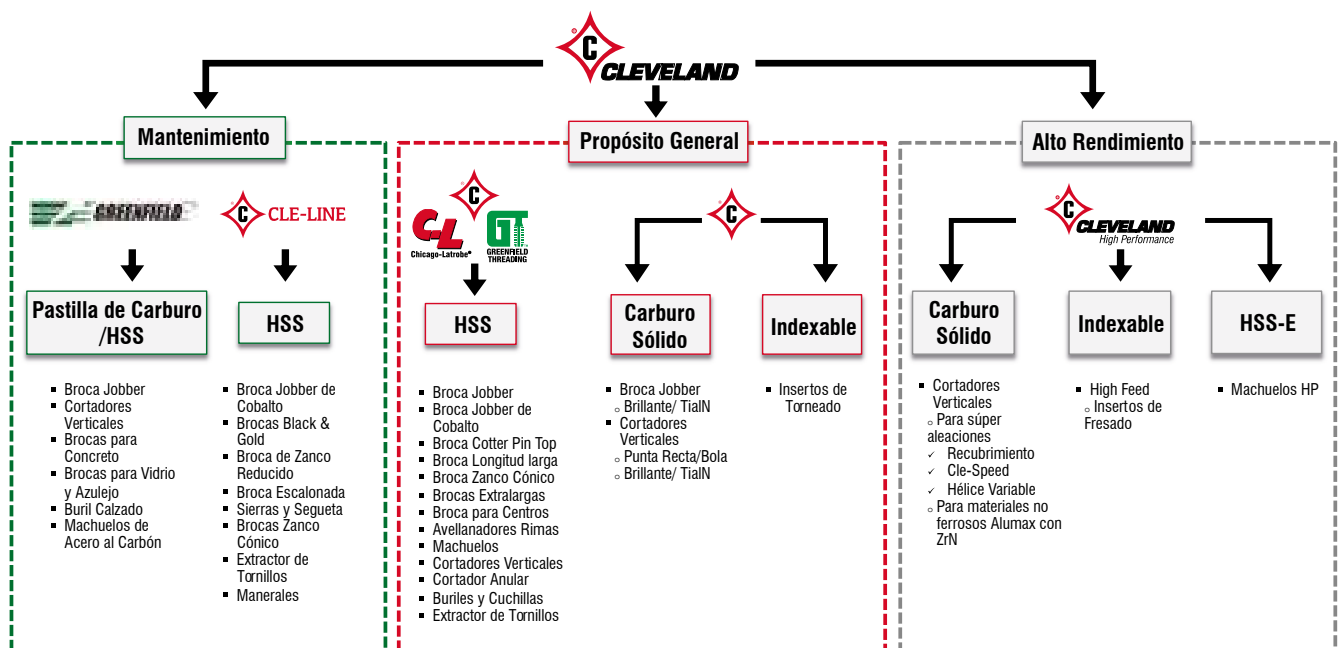 C
CLEVELAND
Mantenimiento
Propósito General
Alto Rendimiento
GREENFIELD
C
CLE-LINE
Pastilla de Carburo
/HSS
HSS
Broca Jobber
Cortadores
Verticales
Brocas para
Concreto
Brocas para Vidrio
y Azulejo
Buril Calzado
Machuelos de
Acero al Carbón
Broca Jobber de
Cobalto
Brocas Black &
Gold
Broca de Zanco
Reducido
Broca Escalonada
Sierras y Segueta
Brocas Zanco
Cónico
Extractor de
Tornillos
Manerales
C
C-L
Chicago-Latrobe®
GT
GREENFIELD
THREADING
HSS
Broca Jobber
Broca Jobber de
Cobalto
Broca Cotter Pin Top
Broca Longitud larga
Broca Zanco Cónico
Brocas Extralargas
Broca para Centros
Avellanadores Rimas
Machuelos
Cortadores Verticales
Cortador Anular
Buriles y Cuchillas
Extractor de Tornillos
C
Carburo
Sólido
Indexable
Broca Jobber
Brillante/ TiaIN
Cortadores
Verticales
Punta Recta/Bola
Brillante/ TiaIN
Insertos de
Torneado
C
CLEVELAND
High Performance
Carburo
Sólido
Indexable
HSS-E
Cortadores
Verticales
Para súper
aleaciones
Recubrimiento
Cle-Speed
Hélice Variable
Para materiales no
ferrosos Alumax con
ZrN
High Feed
Insertos de
Fresado
Machuelos HP